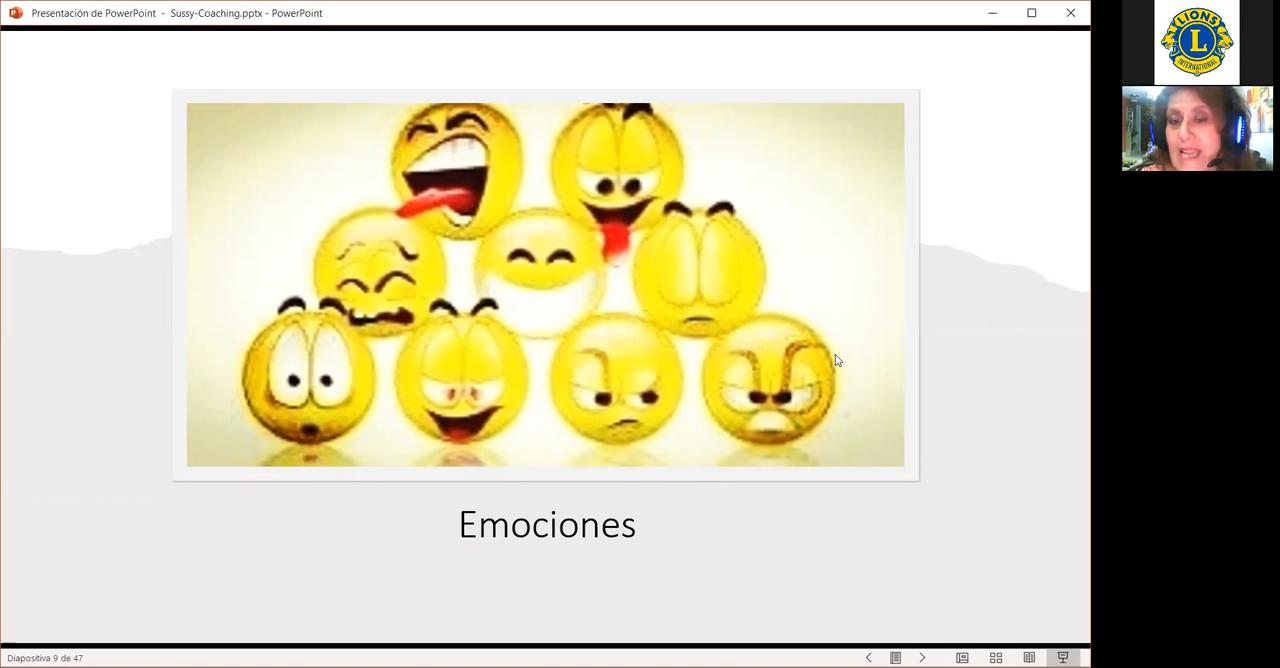 Presentación de PowerPoint - Sussy-Coaching.pptx - PowerPoint
LIONS
L
INTERNATIONAL
Emociones
Diapositiva 9 de 47